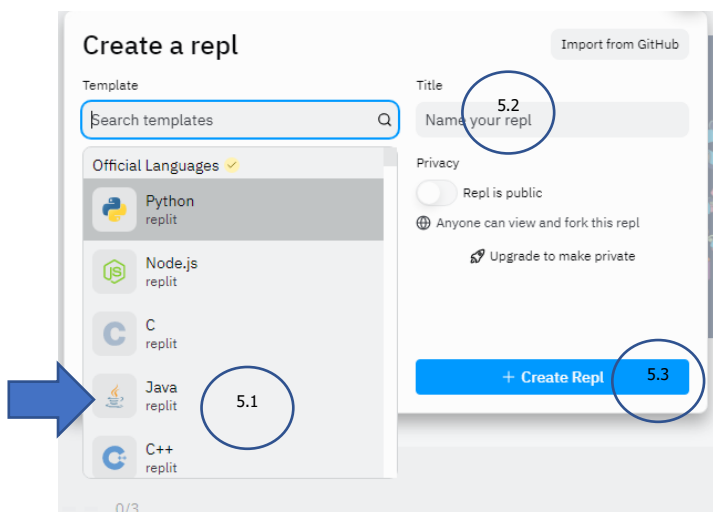 Create a repl
Import from GitHub
Template
Title
Search templates
5.2
Name your repl
Official Languages
Privacy
Python
replit
Repl is public
Anyone can view and fork this repl
Node.js
replit
Upgrade to make private
C
replit
+ Create Repl
5.3
Java
replit
5.1
C++
replit
0/3